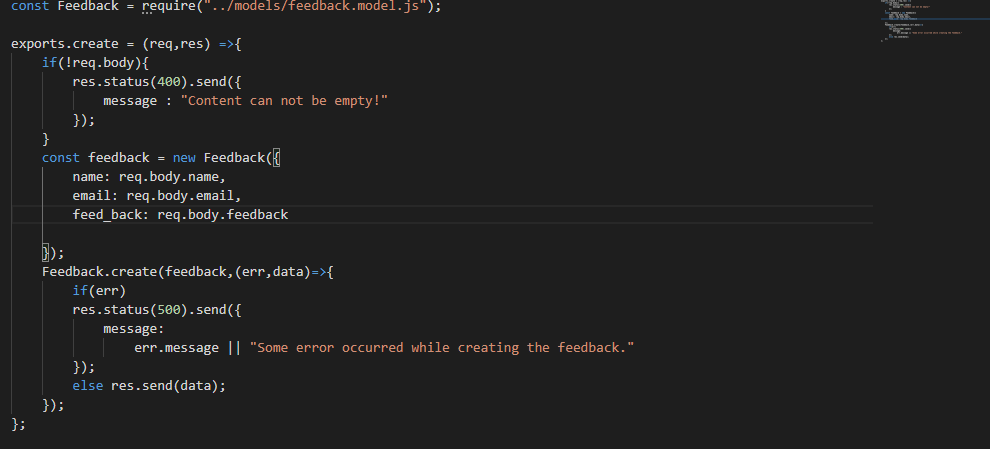 const Feedback = require("../models/feedback.model.js");
exports.create = (req,res) =>{
if(!req.body){
res.status(400).send({
message : "Content can not be empty!"
});
}
const feedback = new Feedback({
name: req.body.name,
email: req.body.email,
feed_back: req.body.feedback
});
Feedback.create(feedback,(err,data)=>{
if(err)
res.status(500).send({
message:
err.message || "Some error occurred while creating the feedback."
});
else res.send(data);
});
};